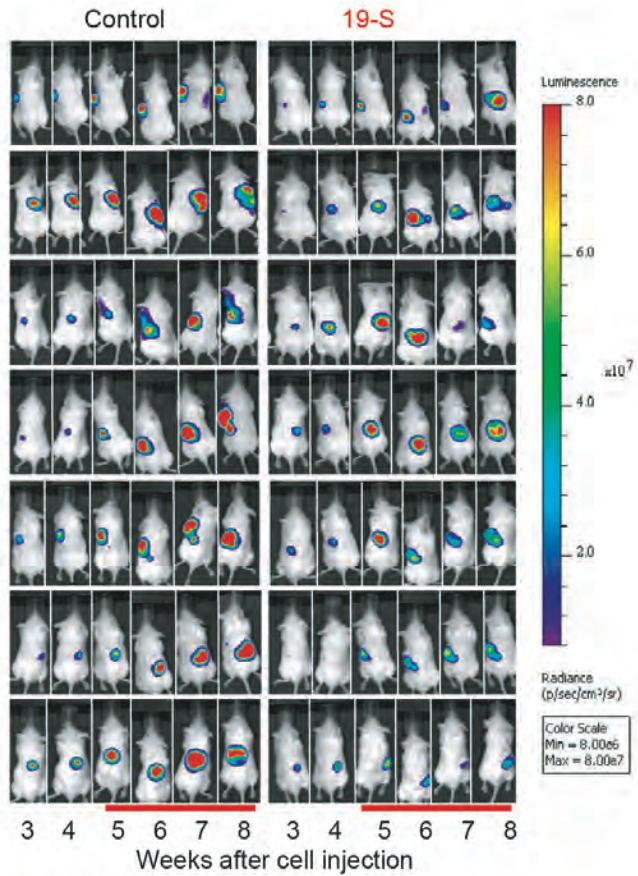 Control 19-S
Luminescence
8.0
6.0
x10⁷
4.0
2.0
Radiance
(p/sec/cm²/sr)
Color Scale
Min = 8.00e6
Max = 8.00e7
3 4 5 6 7 8 3 4 5 6 7 8
Weeks after cell injection